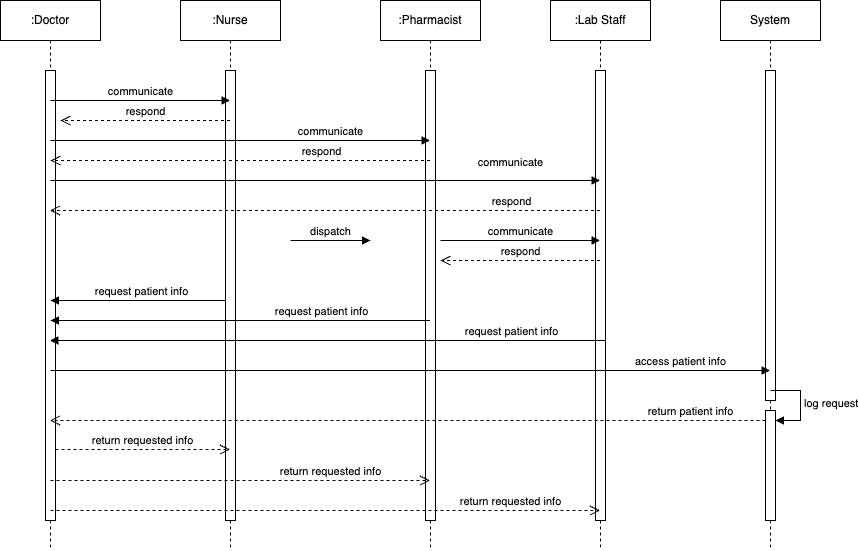 :Doctor
:Nurse
:Pharmacist
:Lab Staff
System
communicate
respond
communicate
respond
communicate
respond
dispatch
communicate
respond
request patient info
request patient info
request patient info
access patient info
log request
return patient info
return requested info
return requested info
return requested info